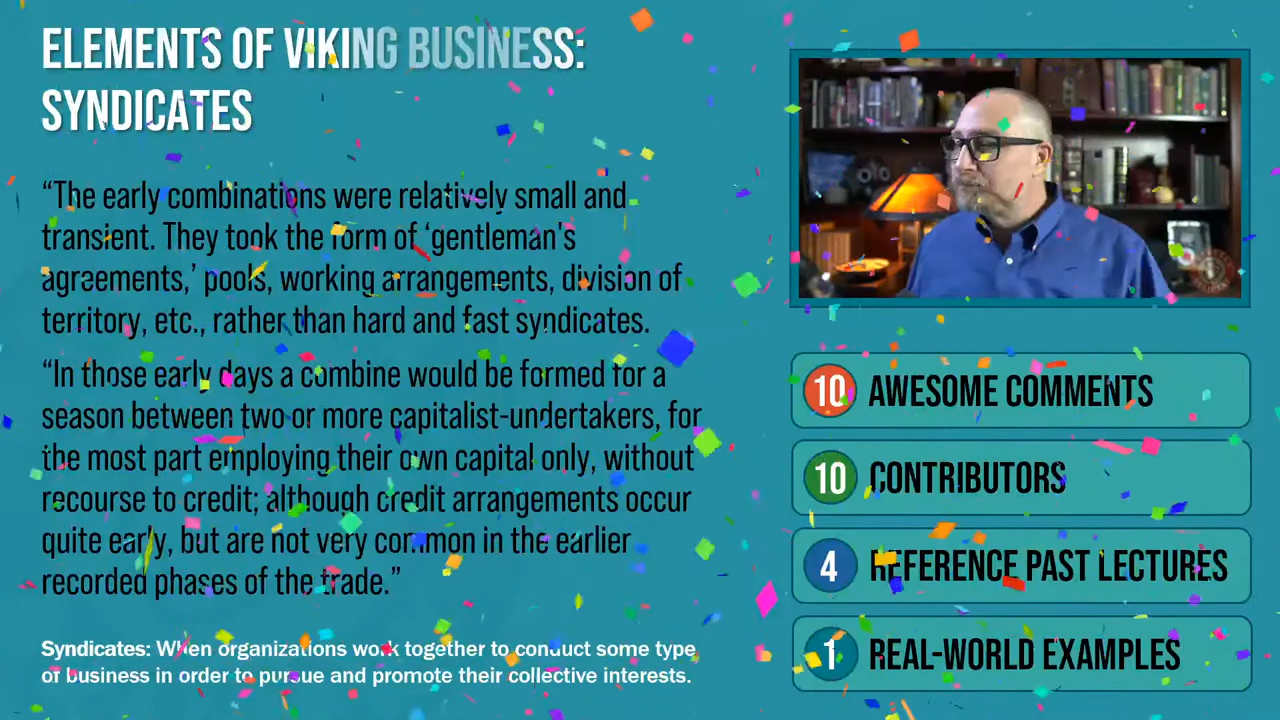 ELEMENTS OF VIKING BUSINESS:
SYNDICATES
“The early combinations were relatively small and
transient. They took the form of ‘gentleman’s
agreements,’ pools, working arrangements, division of
territory, etc., rather than hard and fast syndicates.
“In those early days a combine would be formed for a
season between two or more capitalist-undertakers, for
the most part employing their own capital only, without
recourse to credit; although credit arrangements occur
quite early, but are not very common in the earlier
recorded phases of the trade.”
Syndicates: When organizations work together to conduct some type
of business in order to pursue and promote their collective interests.
10 AWESOME COMMENTS
10 CONTRIBUTORS
4 REFERENCE PAST LECTURES
1 REAL-WORLD EXAMPLES